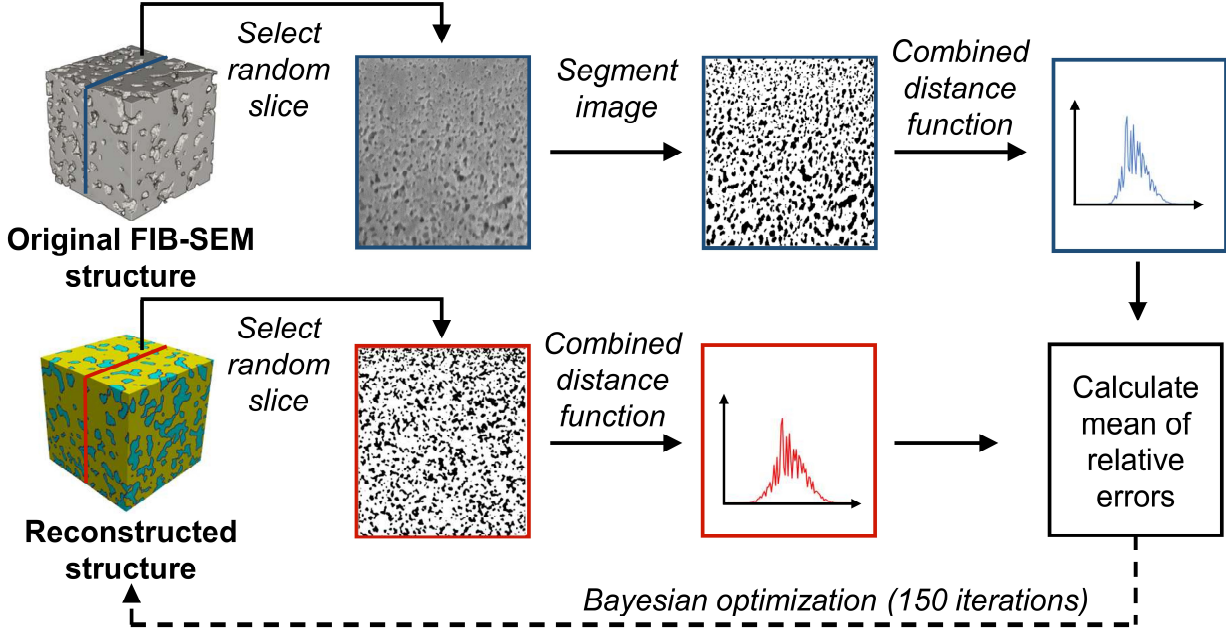 Select
random
slice
Segment
image
Combined
distance
function
Original FIB-SEM
structure
Select
random
slice
Combined
distance
function
Calculate
mean of
relative
errors
Reconstructed
structure
Bayesian optimization (150 iterations)